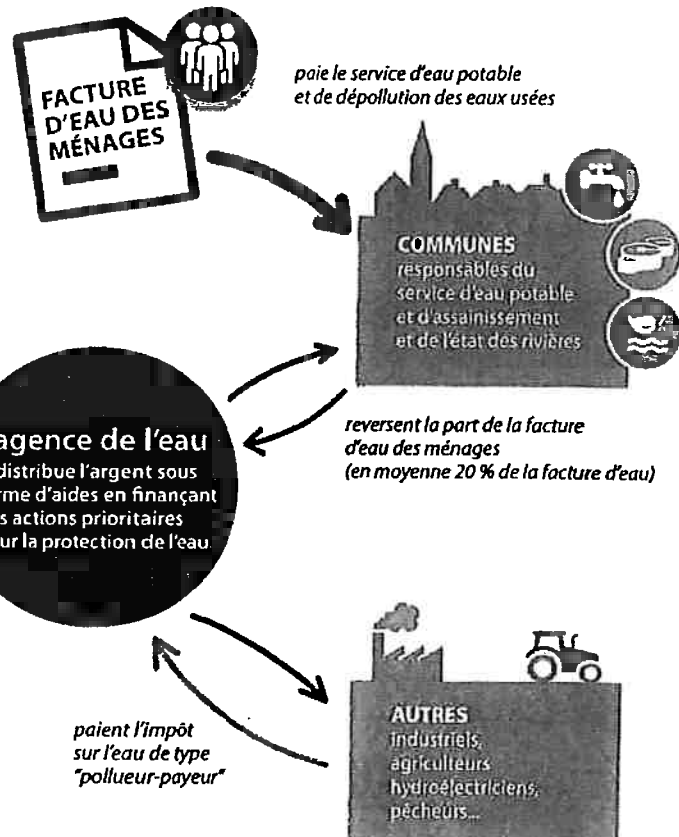 FACTURE
D'EAU DES
MÉNAGES
paie le service d'eau potable
et de dépollution des eaux usées
COMMUNES
responsables du
service d'eau potable
et d'assainissement
et de l'état des rivières
agence de l'eau
distribue l'argent sous
rme d'aides en finançant
s actions prioritaires
ur la protection de l'eau.
reversent la part de la facture
d'eau des ménages
(en moyenne 20 % de la facture d'eau)
paient l'impôt
sur l'eau de type
"pollueur-payeur"
AUTRES
industriels,
agriculteurs
hydroélectriciens,
pêcheurs...